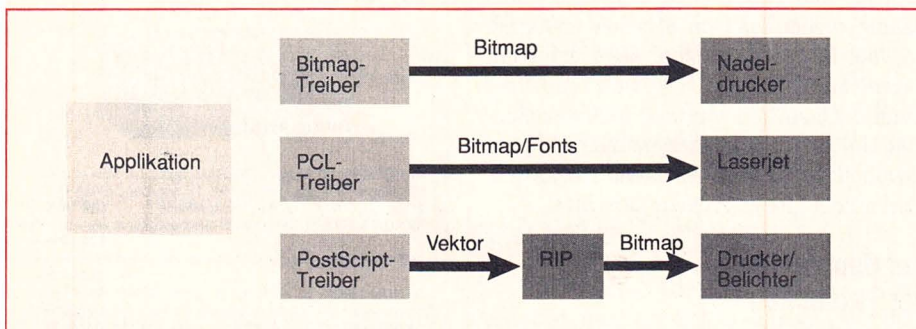 Bitmap-
Treiber
Bitmap
Nadel-
drucker
Applikation
PCL-
Treiber
Bitmap/Fonts
Laserjet
PostScript-
Treiber
Vektor
RIP
Bitmap
Drucker/
Belichter